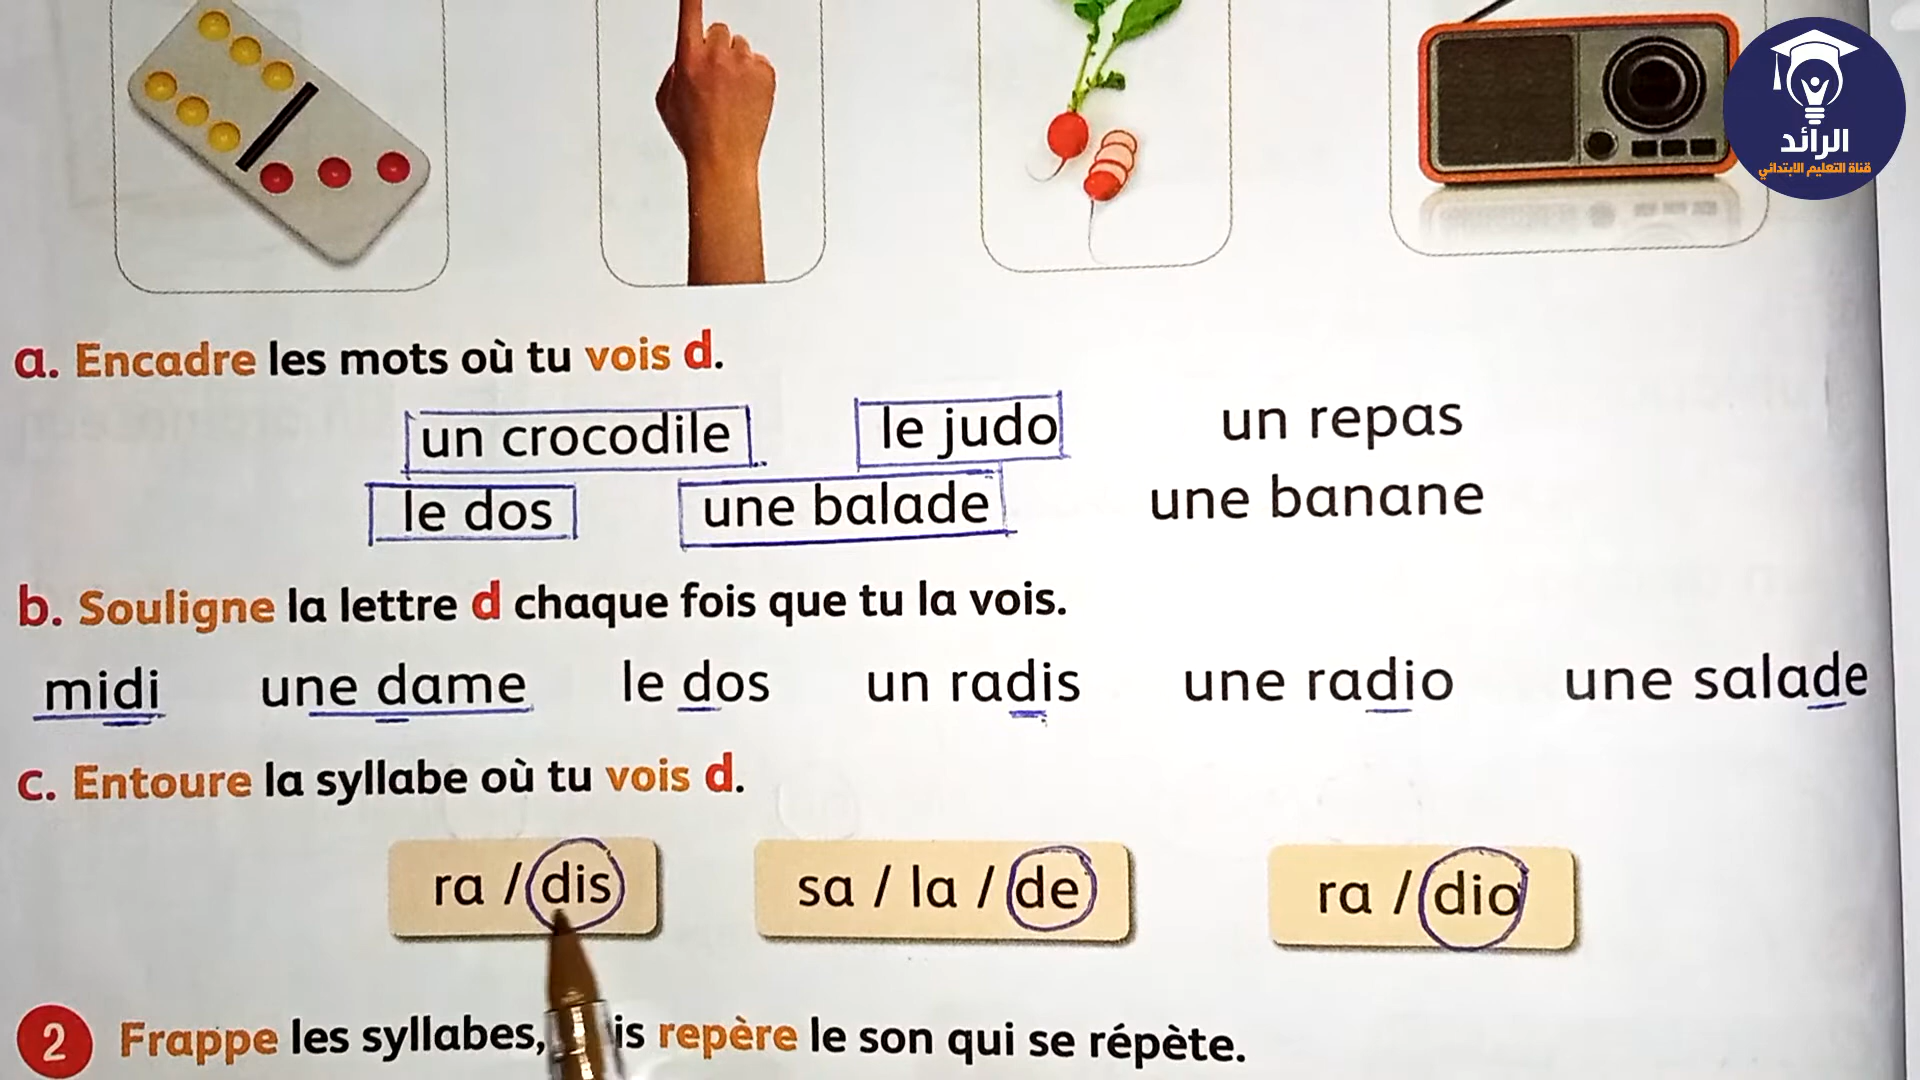 الرائد
قناة التعليم الابتدائي
a. Encadre les mots où tu vois d.
un crocodile le judo un repas
le dos une balade une banane
b. Souligne la lettre d chaque fois que tu la vois.
midi une dame le dos un radis une radio une salade
c. Entoure la syllabe où tu vois d.
ra / dis sa / la / de ra / dio
2 Frappe les syllabes, is repère le son qui se répète.